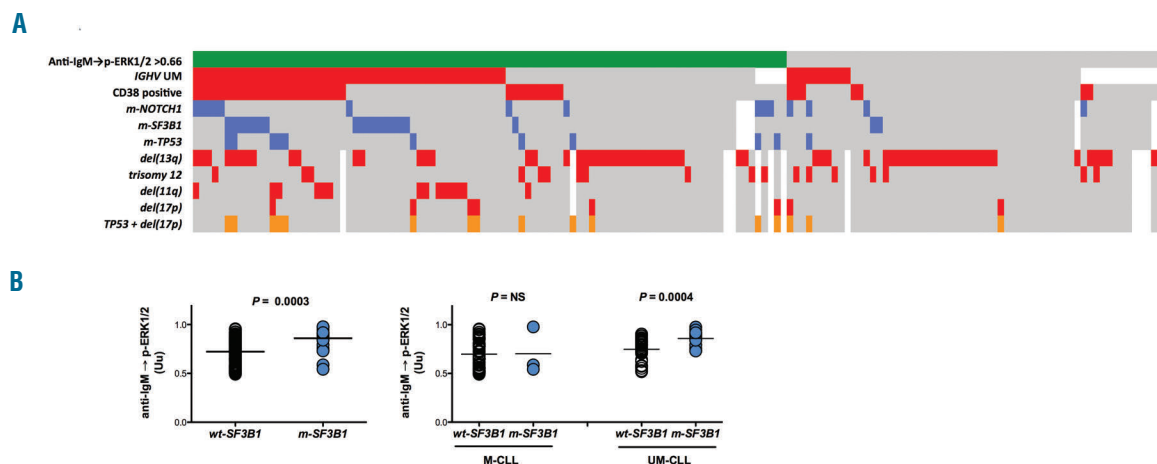 A
Anti-IgM→p-ERK1/2 >0.66
IGHV UM
CD38 positive
m-NOTCH1
m-SF3B1
m-TP53
del(13q)
trisomy 12
del(11q)
del(17p)
TP53 + del(17p)
B
P = 0.0003
anti-IgM → p-ERK1/2
(Uu)
1.0
0.5
0.0
wt-SF3B1 m-SF3B1
P = NS P = 0.0004
anti-IgM → p-ERK1/2
(Uu)
1.0
0.5
0.0
wt-SF3B1 m-SF3B1 wt-SF3B1 m-SF3B1
M-CLL UM-CLL